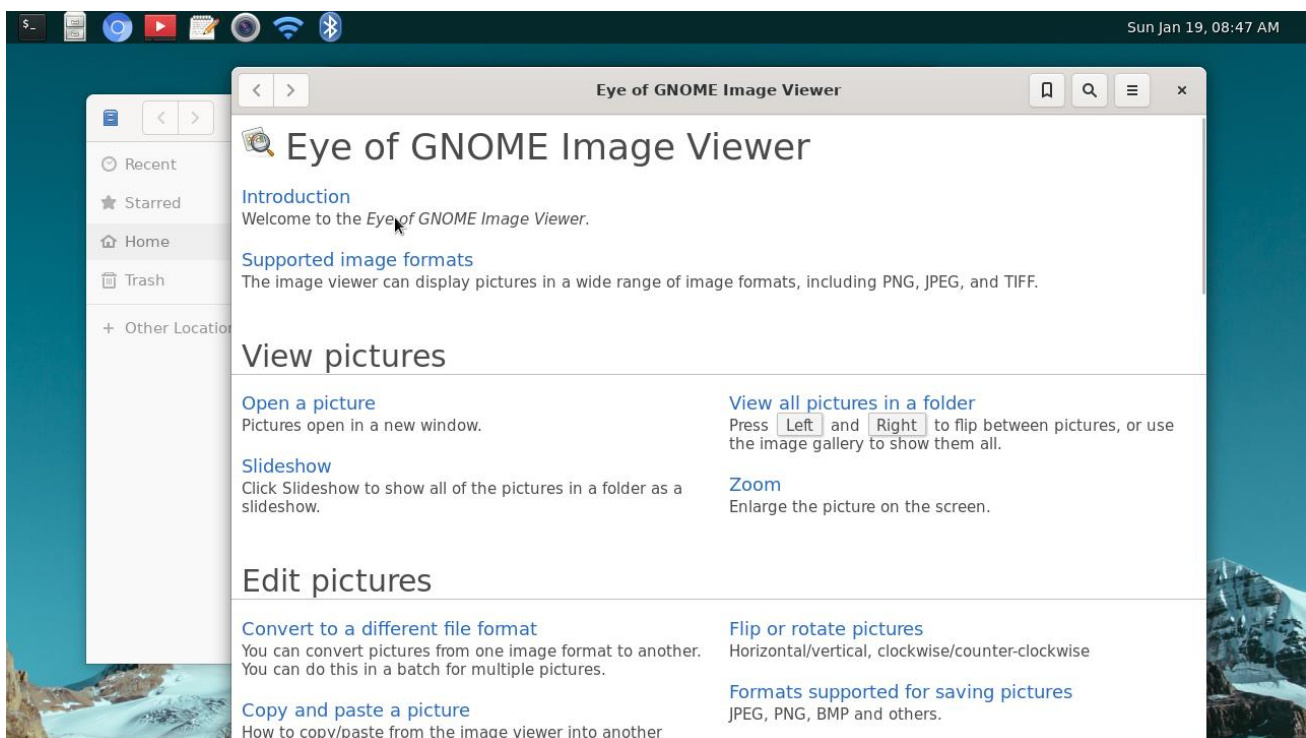 $_
Sun Jan 19, 08:47 AM
Eye of GNOME Image Viewer
Recent
Starred
Home
Trash
+ Other Locatio
Eye of GNOME Image Viewer
Introduction
Welcome to the Eye of GNOME Image Viewer.
Supported image formats
The image viewer can display pictures in a wide range of image formats, including PNG, JPEG, and TIFF.
View pictures
Open a picture
Pictures open in a new window.
Slideshow
Click Slideshow to show all of the pictures in a folder as a
slideshow.
View all pictures in a folder
Press Left and Right to flip between pictures, or use
the image gallery to show them all.
Zoom
Enlarge the picture on the screen.
Edit pictures
Convert to a different file format
You can convert pictures from one image format to another.
You can do this in a batch for multiple pictures.
Copy and paste a picture
How to copy/paste from the image viewer into another
Flip or rotate pictures
Horizontal/vertical, clockwise/counter-clockwise
Formats supported for saving pictures
JPEG, PNG, BMP and others.